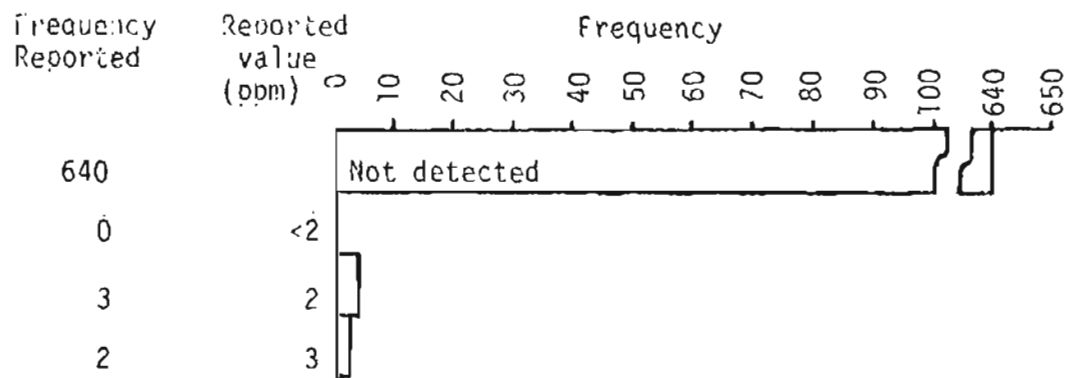 Frequency Reported Frequency
Reported value
(ppm) 0 10 20 30 40 50 60 70 80 90 100 640 650
640 Not detected
0 <2
3 2
2 3